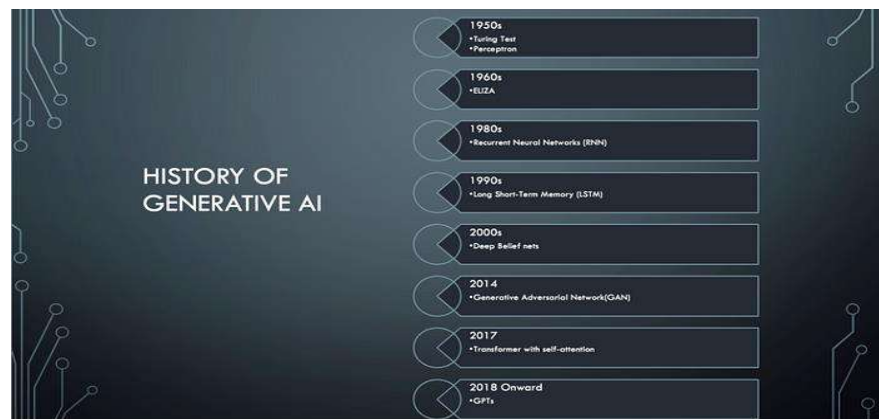 HISTORY OF
GENERATIVE AI
1950s
•Turing Test
•Perceptron
1960s
•ELIZA
1980s
•Recurrent Neural Networks (RNN)
1990s
•Long Short-Term Memory (LSTM)
2000s
•Deep Belief nets
2014
•Generative Adversarial Network(GAN)
2017
•Transformer with self-attention
2018 Onward
•GPTs